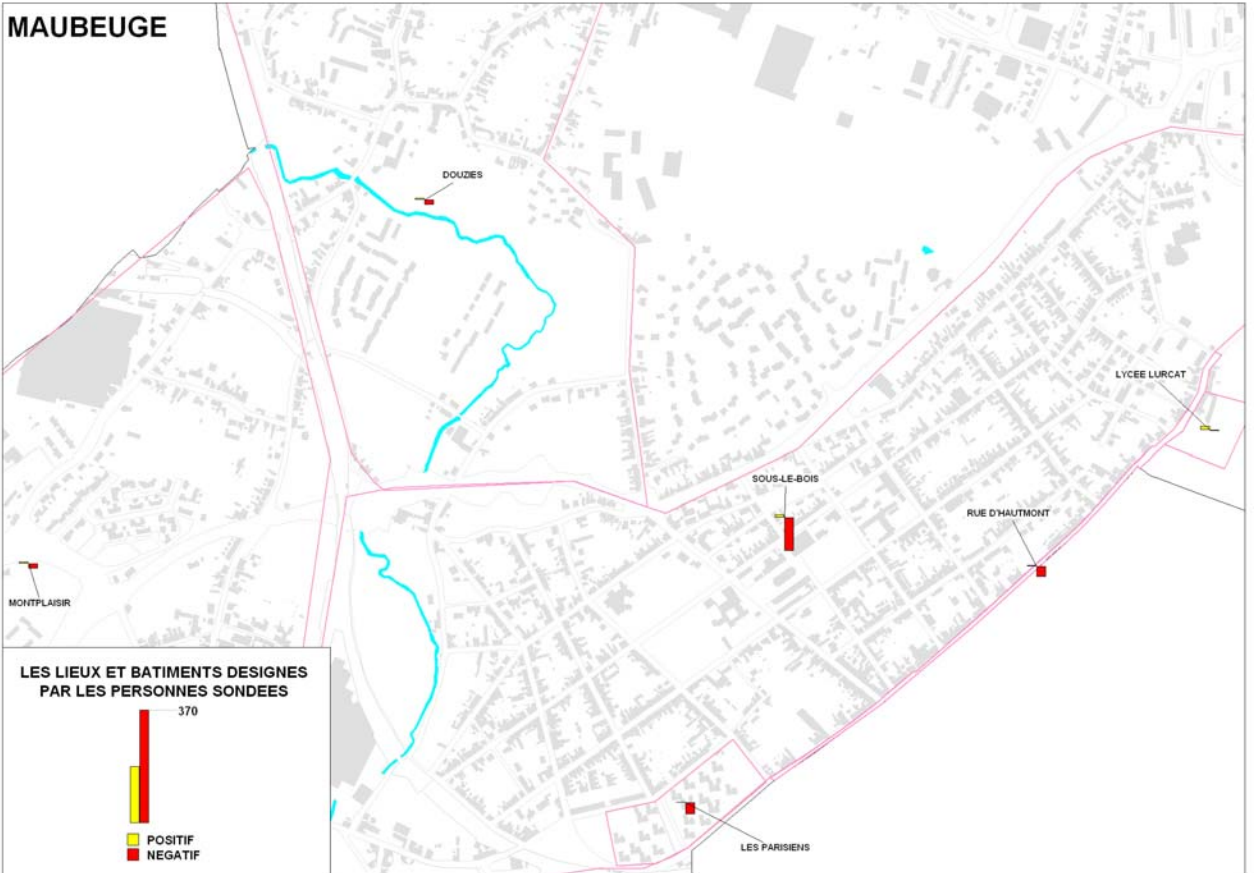 MAUBEUGE
DOUZIES
LYCEE LURCAT
SOUS-LE-BOIS
RUE D'HAUTMONT
MONTPLAISIR
LES PARISIENS
LES LIEUX ET BATIMENTS DESIGNES
PAR LES PERSONNES SONDEES
370
POSITIF
NEGATIF